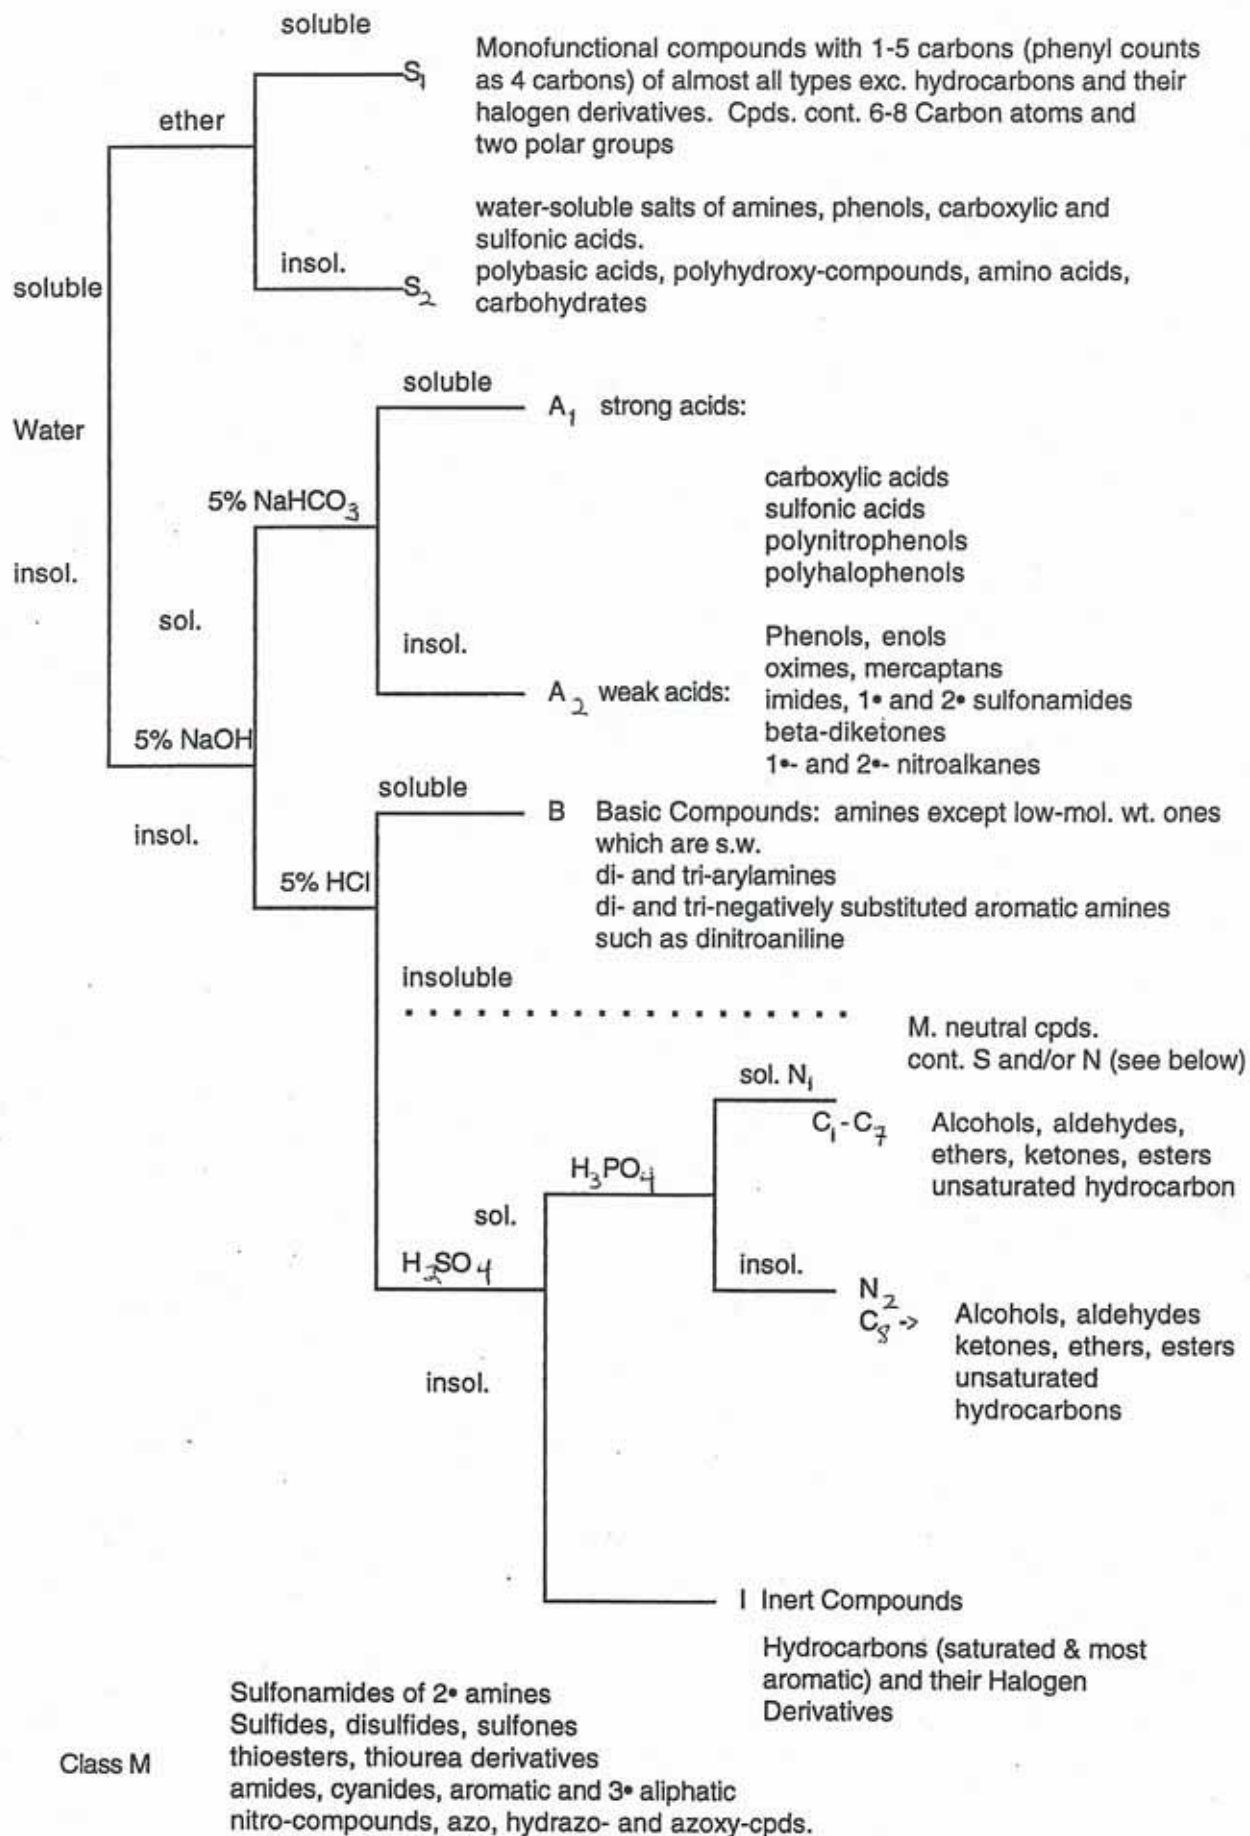 soluble
S1
Monofunctional compounds with 1-5 carbons (phenyl counts
as 4 carbons) of almost all types exc. hydrocarbons and their
halogen derivatives. Cpds. cont. 6-8 Carbon atoms and
two polar groups
ether
water-soluble salts of amines, phenols, carboxylic and
sulfonic acids.
polybasic acids, polyhydroxy-compounds, amino acids,
carbohydrates
insol.
S2
soluble
soluble
A1 strong acids:
Water
carboxylic acids
sulfonic acids
polynitrophenols
polyhalophenols
5% NaHCO3
insol.
sol.
insol.
A2 weak acids:
Phenols, enols
oximes, mercaptans
imides, 1• and 2• sulfonamides
beta-diketones
1•- and 2•- nitroalkanes
5% NaOH
soluble
insol.
B Basic Compounds: amines except low-mol. wt. ones
which are s.w.
di- and tri-arylamines
di- and tri-negatively substituted aromatic amines
such as dinitroaniline
5% HCl
insoluble
M. neutral cpds.
cont. S and/or N (see below)
sol. N1
C1-C7
Alcohols, aldehydes,
ethers, ketones, esters
unsaturated hydrocarbon
H3PO4
sol.
H2SO4
insol.
N2
C8 ->
Alcohols, aldehydes
ketones, ethers, esters
unsaturated
hydrocarbons
insol.
I Inert Compounds
Hydrocarbons (saturated & most
aromatic) and their Halogen
Derivatives
Class M
Sulfonamides of 2• amines
Sulfides, disulfides, sulfones
thioesters, thiourea derivatives
amides, cyanides, aromatic and 3• aliphatic
nitro-compounds, azo, hydrazo- and azoxy-cpds.